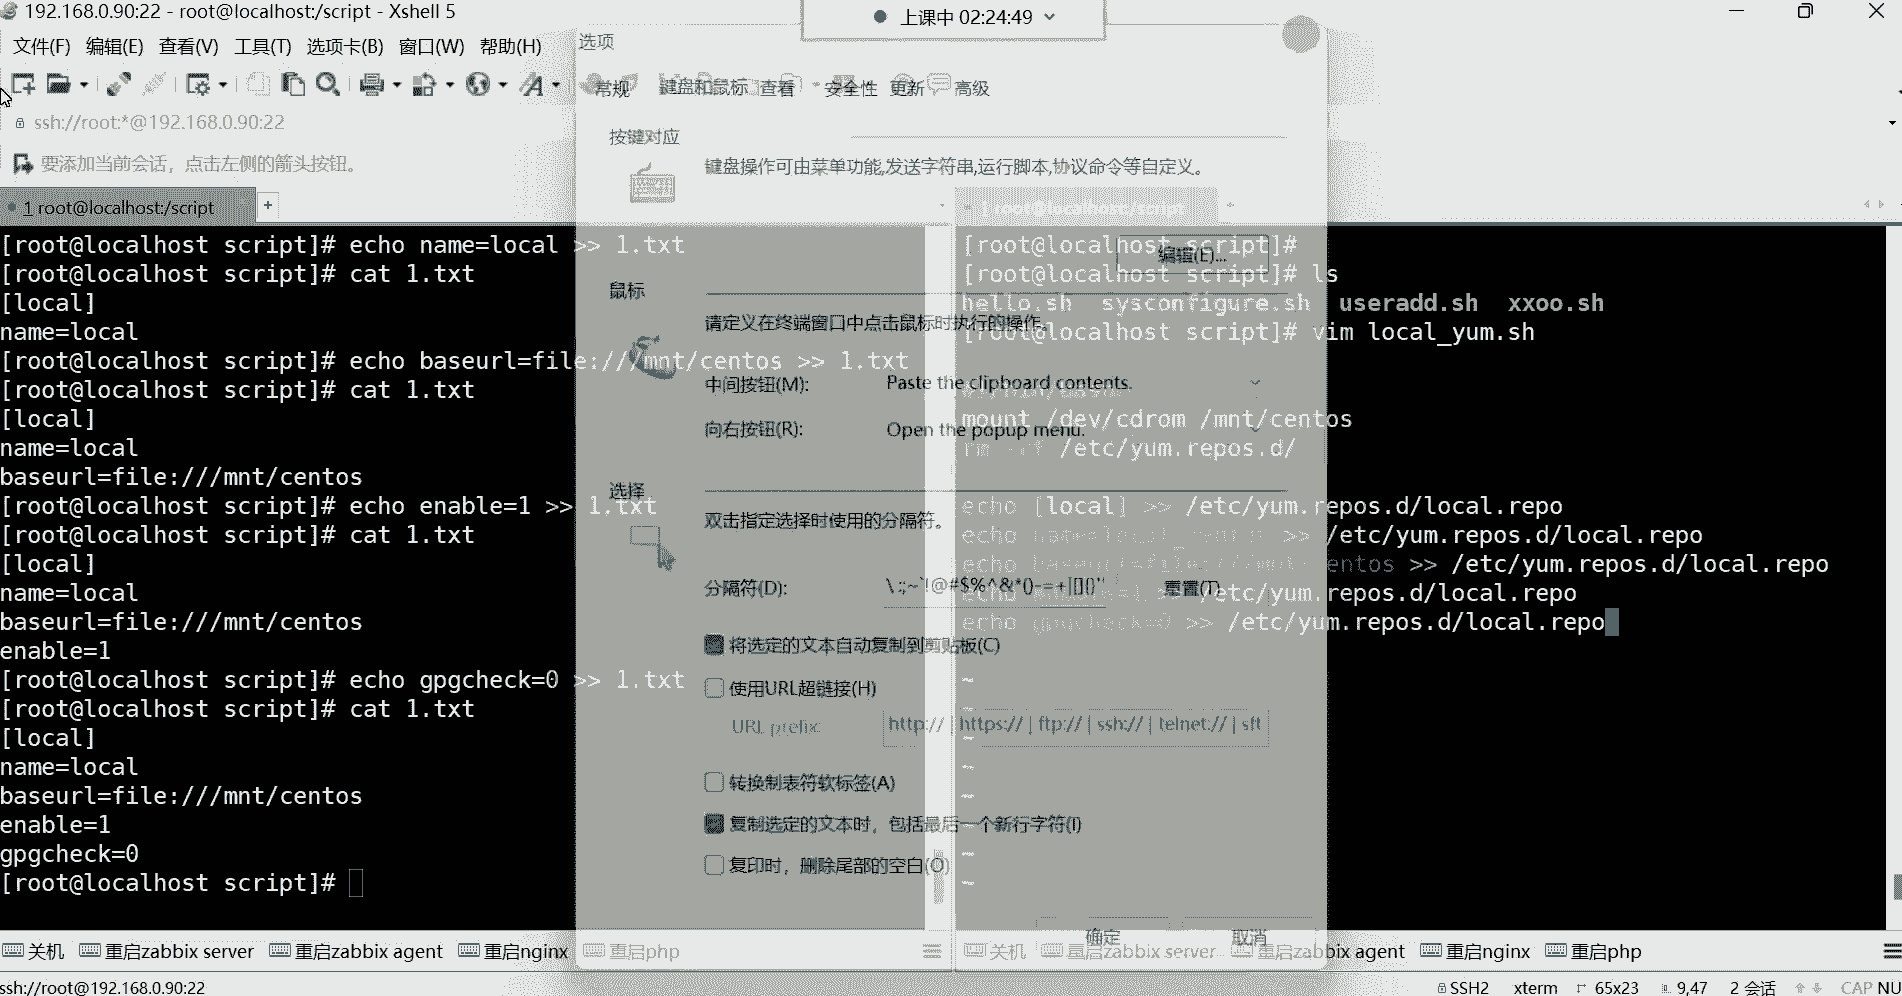 192.168.0.90:22 - root@localhost:/script - Xshell 5
上课中 02:24:49
文件(F) 编辑(E) 查看(V) 工具(T) 选项卡(B) 窗口(W) 帮助(H)
ssh://root:*@192.168.0.90:22
要添加当前会话，点击左侧的箭头按钮。
1 root@localhost:/script
+
[root@localhost script]# echo name=local >> 1.txt
[root@localhost script]# cat 1.txt
[local]
name=local
[root@localhost script]# echo baseurl=file:///mnt/centos >> 1.txt
[root@localhost script]# cat 1.txt
[local]
name=local
baseurl=file:///mnt/centos
[root@localhost script]# echo enable=1 >> 1.txt
[root@localhost script]# cat 1.txt
[local]
name=local
baseurl=file:///mnt/centos
enable=1
[root@localhost script]# echo gpgcheck=0 >> 1.txt
[root@localhost script]# cat 1.txt
[local]
name=local
baseurl=file:///mnt/centos
enable=1
gpgcheck=0
[root@localhost script]#
选项
常规 键盘和鼠标 查看 安全性 更新 高级
按键对应
键盘操作可由菜单功能,发送字符串,运行脚本,协议命令等自定义。
编辑(E)...
鼠标
请定义在终端窗口中点击鼠标时执行的操作。
中间按钮(M): Paste the clipboard contents.
向右按钮(R): Open the popup menu.
选择
双击指定选择时使用的分隔符。
分隔符(D): \ :;~`!@#$%^&*()-=+|[]{}'" 重置(T)
将选定的文本自动复制到剪贴板(C)
使用URL超链接(H)
URL prefix: http:// | https:// | ftp:// | ssh:// | telnet:// | sft
转换制表符软标签(A)
复制选定的文本时，包括最后一个新行字符(I)
复印时，删除尾部的空白(O)
确定 取消
1 root@localhost:/script
[root@localhost script]#
[root@localhost script]# ls
hello.sh sysconfigure.sh useradd.sh xxoo.sh
[root@localhost script]# vim local_yum.sh
mount /dev/cdrom /mnt/centos
rm -rf /etc/yum.repos.d/
echo [local] >> /etc/yum.repos.d/local.repo
echo >> /etc/yum.repos.d/local.repo
echo baseurl=file:///mnt/centos >> /etc/yum.repos.d/local.repo
echo enable=1 >> /etc/yum.repos.d/local.repo
echo gpgcheck=0 >> /etc/yum.repos.d/local.repo
~
~
~
~
~
~
~
~
关机 重启zabbix server 重启zabbix agent 重启nginx 重启php
关机 重启zabbix server 重启zabbix agent 重启nginx 重启php
ssh://root@192.168.0.90:22 SSH2 xterm 65x23 9,47 2 会话 CAP NU